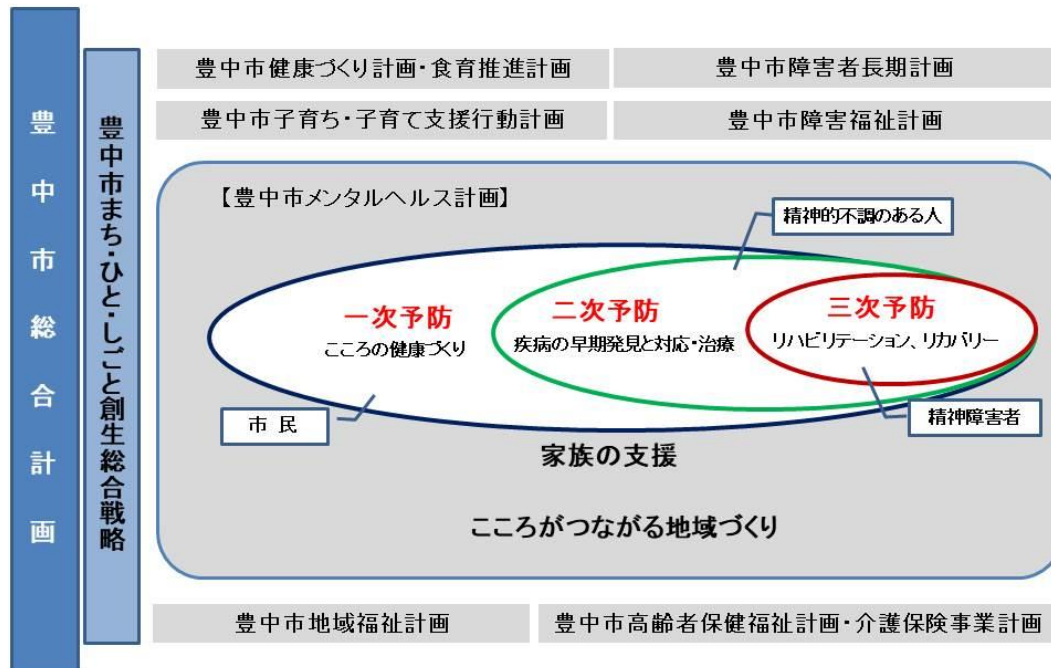 豊中市総合計画
豊中市まち・ひと・しごと創生総合戦略
豊中市健康づくり計画・食育推進計画
豊中市障害者長期計画
豊中市子育ち・子育て支援行動計画
豊中市障害福祉計画
【豊中市メンタルヘルス計画】
精神的不調のある人
一次予防
こころの健康づくり
二次予防
疾病の早期発見と対応・治療
三次予防
リハビリテーション、リカバリー
市 民
精神障害者
家族の支援
こころがつながる地域づくり
豊中市地域福祉計画
豊中市高齢者保健福祉計画・介護保険事業計画